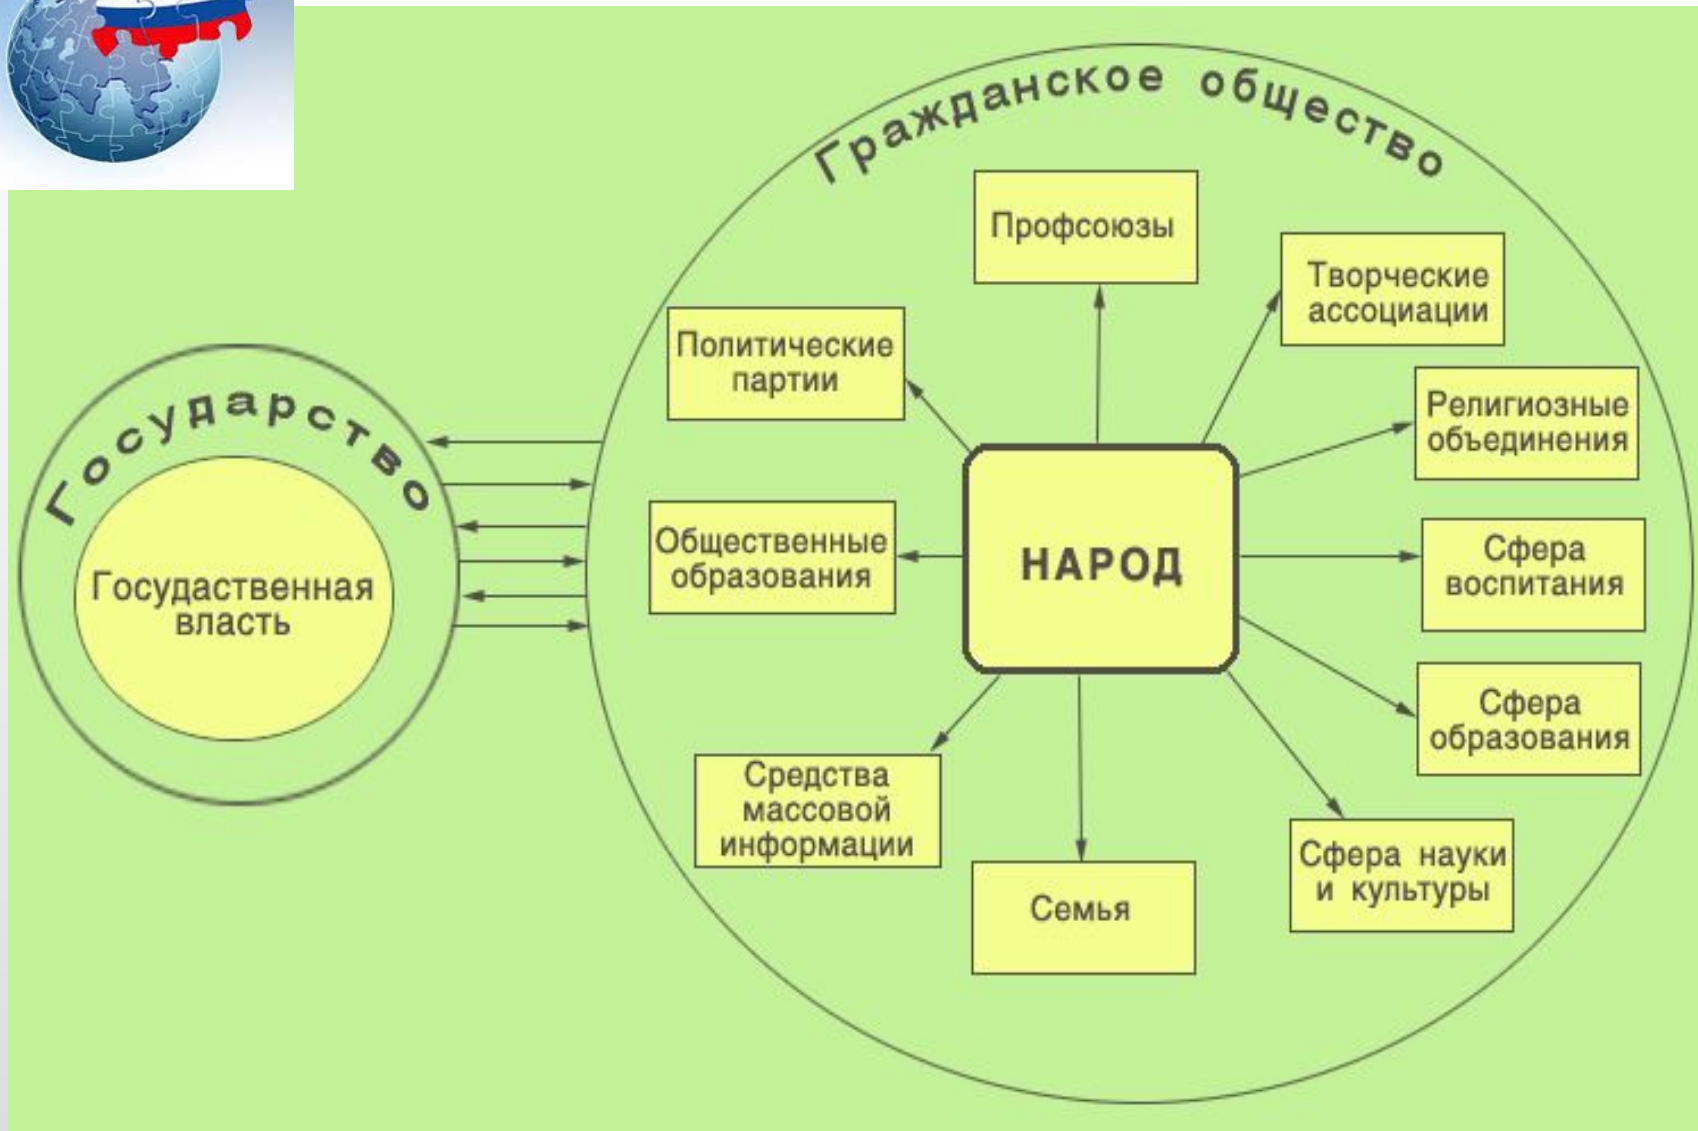 Гражданское общество
Профсоюзы
Творческие
ассоциации
Политические
партии
Религиозные
объединения
Государство
Общественные
образования
НАРОД
Сфера
воспитания
Госудаственная
власть
Сфера
образования
Средства
массовой
информации
Сфера науки
и культуры
Семья